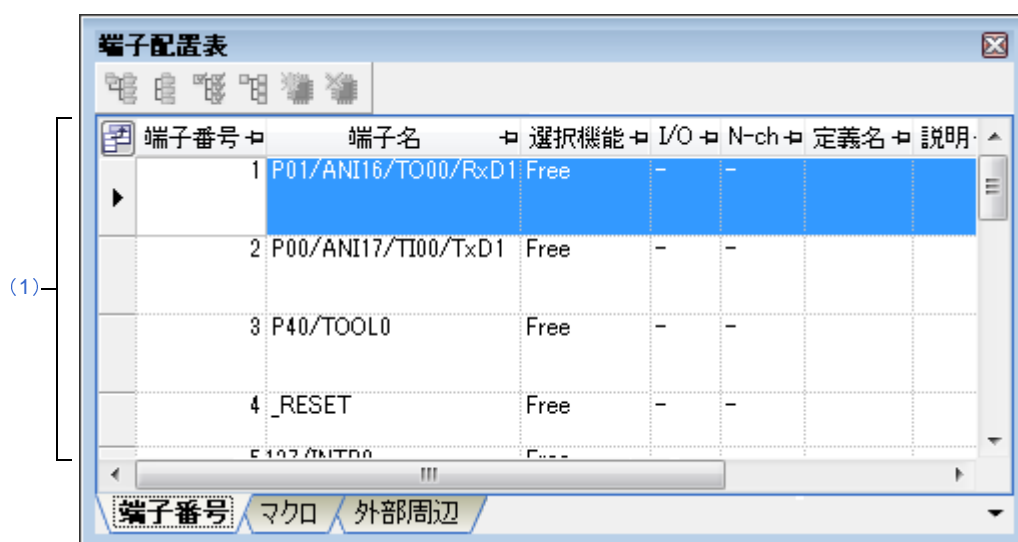 端子配置表
端子番号 端子名 選択機能 I/O N-ch 定義名 説明
1 P01/ANI16/TO00/RxD1 Free - -
2 P00/ANI17/TI00/TxD1 Free - -
(1)
3 P40/TOOL0 Free - -
4 _RESET Free - -
端子番号 マクロ 外部周辺